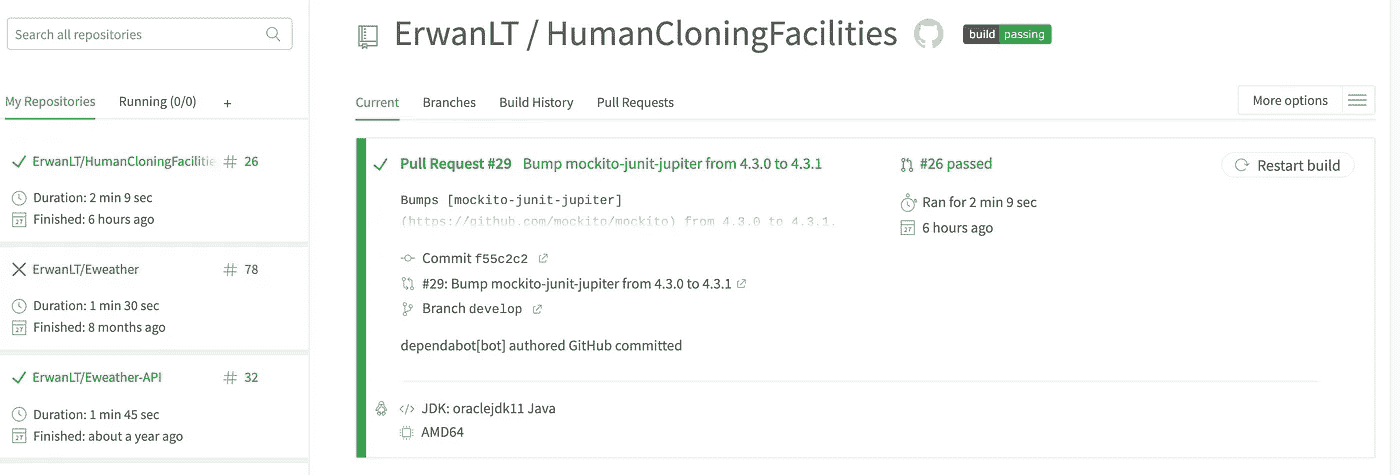 Search all repositories
My Repositories
Running (0/0)
+
ErwanLT/HumanCloningFacilitie
# 26
Duration: 2 min 9 sec
Finished: 6 hours ago
ErwanLT/Eweather
# 78
Duration: 1 min 30 sec
Finished: 8 months ago
ErwanLT/Eweather-API
# 32
Duration: 1 min 45 sec
Finished: about a year ago
ErwanLT / HumanCloningFacilities
build passing
Current
Branches
Build History
Pull Requests
More options
Pull Request #29 Bump mockito-junit-jupiter from 4.3.0 to 4.3.1
Bumps [mockito-junit-jupiter]
(https://github.com/mockito/mockito) from 4.3.0 to 4.3.1.
Commit f55c2c2
#29: Bump mockito-junit-jupiter from 4.3.0 to 4.3.1
Branch develop
dependabot[bot] authored GitHub committed
#26 passed
Ran for 2 min 9 sec
6 hours ago
Restart build
JDK: oraclejdk11 Java
AMD64